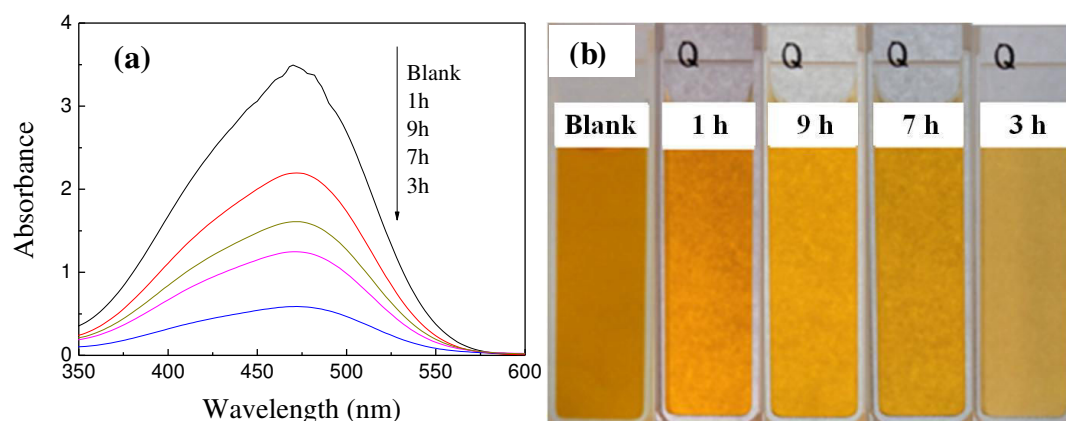 (a)
Absorbance
4
3
2
1
0
350
400
450
500
550
600
Wavelength (nm)
Blank
1h
9h
7h
3h
(b)
Q
Q
Q
Q
Blank
1 h
9 h
7 h
3 h